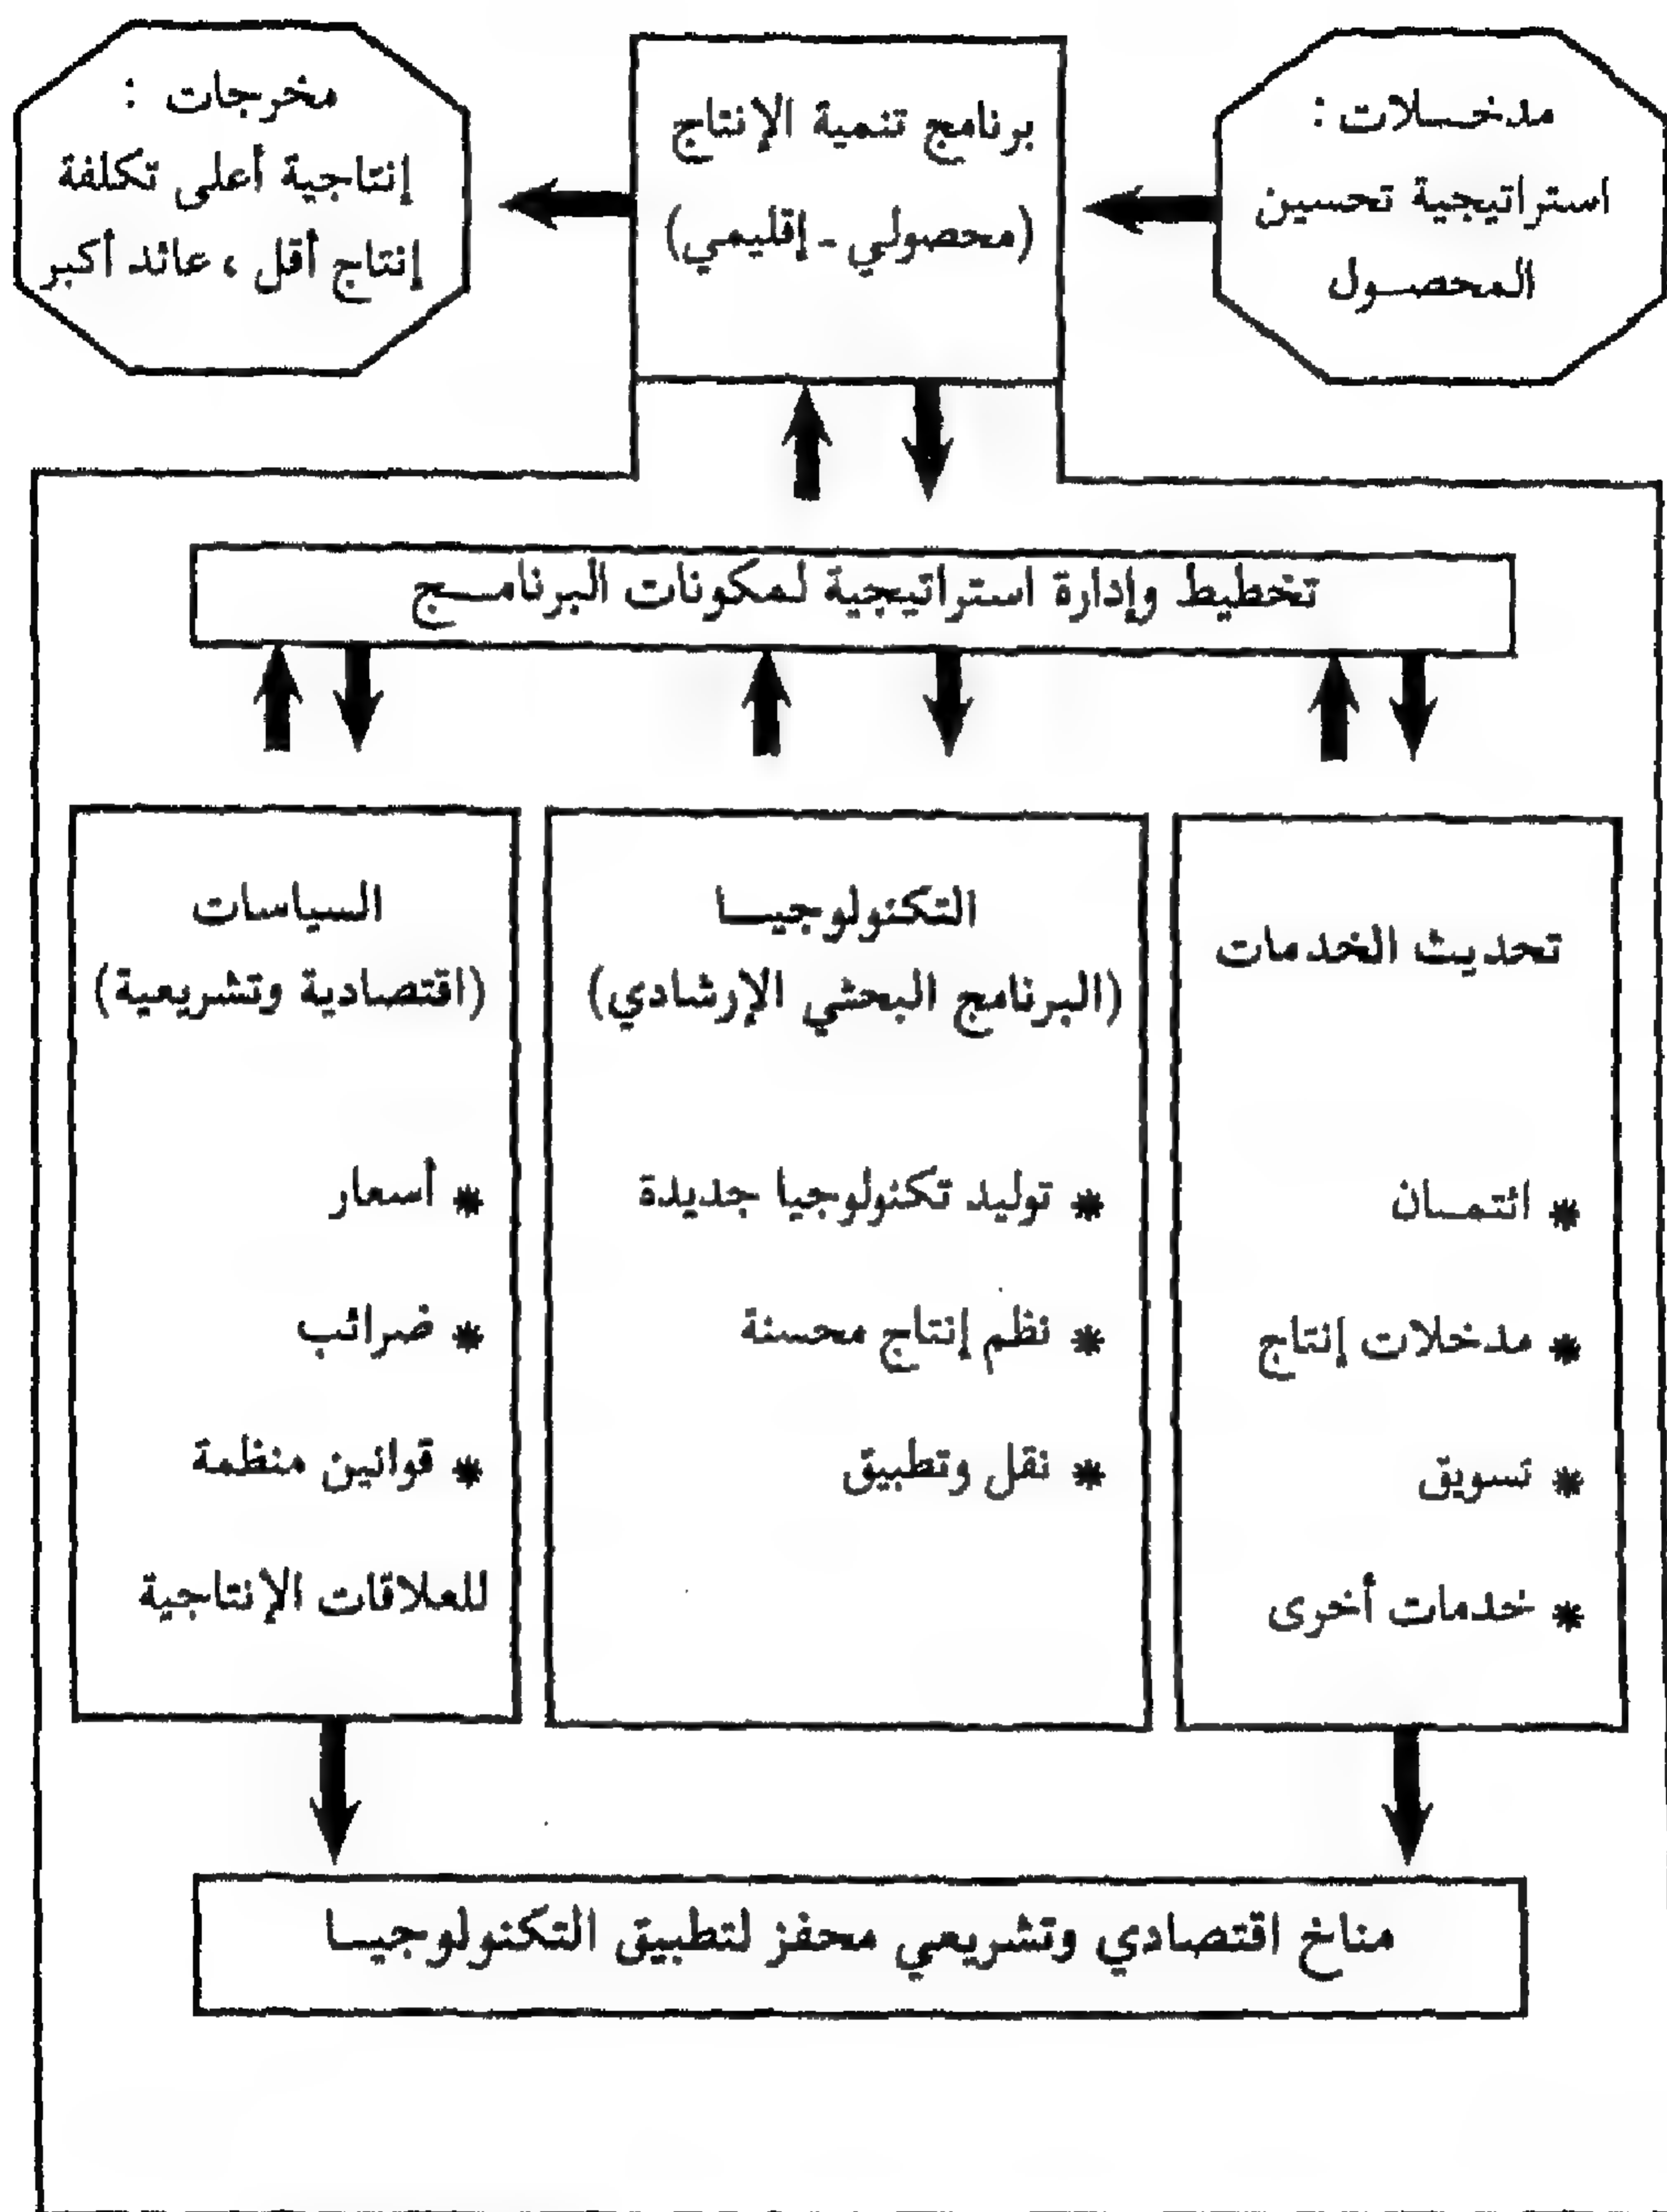 مدخلات :
استراتيجية تحسين
المحصول
برنامج تنمية الإنتاج
(محصولي - إقليمي)
مخرجات :
إنتاجية أعلى تكلفة
إنتاج أقل ، عائد أكبر
تخطيط وإدارة استراتيجية لمكونات البرنامج
تحديث الخدمات
* ائتمان
* مدخلات إنتاج
* تسويق
* خدمات أخرى
التكنولوجيا
(البرنامج البحثي الإرشادي)
* توليد تكنولوجيا جديدة
* نظم إنتاج محسنة
* نقل وتطبيق
السياسات
(اقتصادية وتشريعية)
* أسعار
* ضرائب
* قوانين منظمة
للعلاقات الإنتاجية
مناخ اقتصادي وتشريعي محفز لتطبيق التكنولوجيا